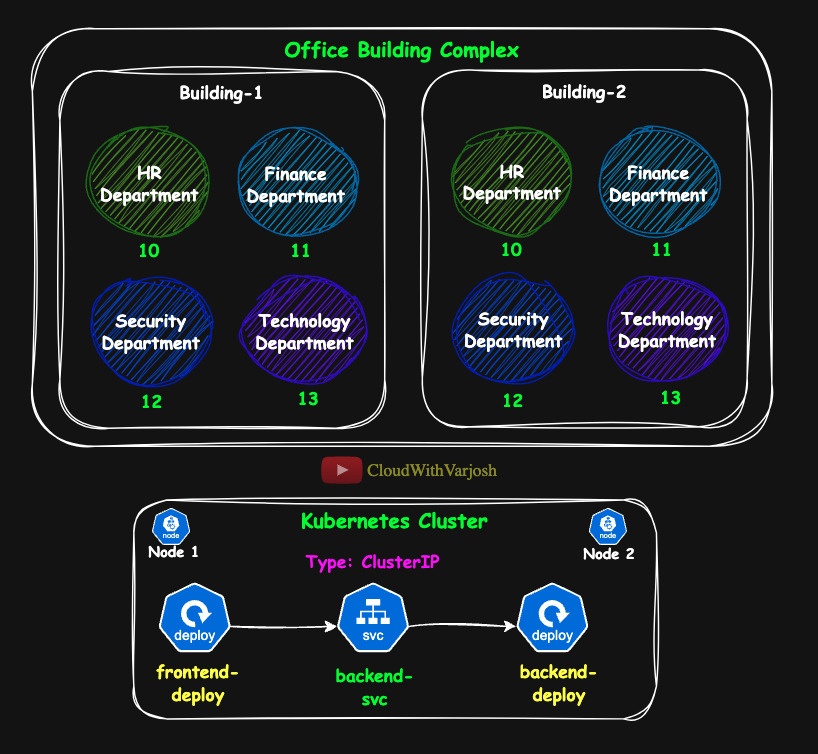 Office Building Complex
Building-1
HR
Department
10
Finance
Department
11
Security
Department
12
Technology
Department
13
Building-2
HR
Department
10
Finance
Department
11
Security
Department
12
Technology
Department
13
CloudWithVarjosh
Kubernetes Cluster
node
Node 1
node
Node 2
Type: ClusterIP
deploy
frontend-
deploy
svc
backend-
svc
deploy
backend-
deploy